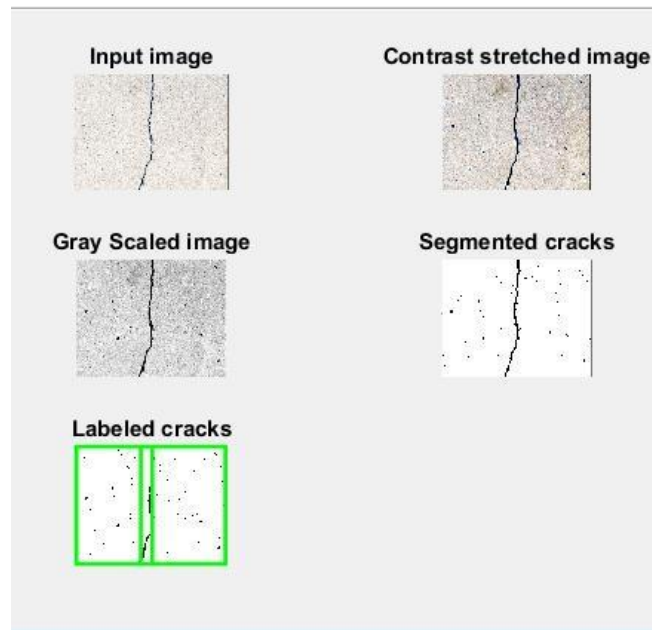 Input image
Contrast stretched image
Gray Scaled image
Segmented cracks
Labeled cracks